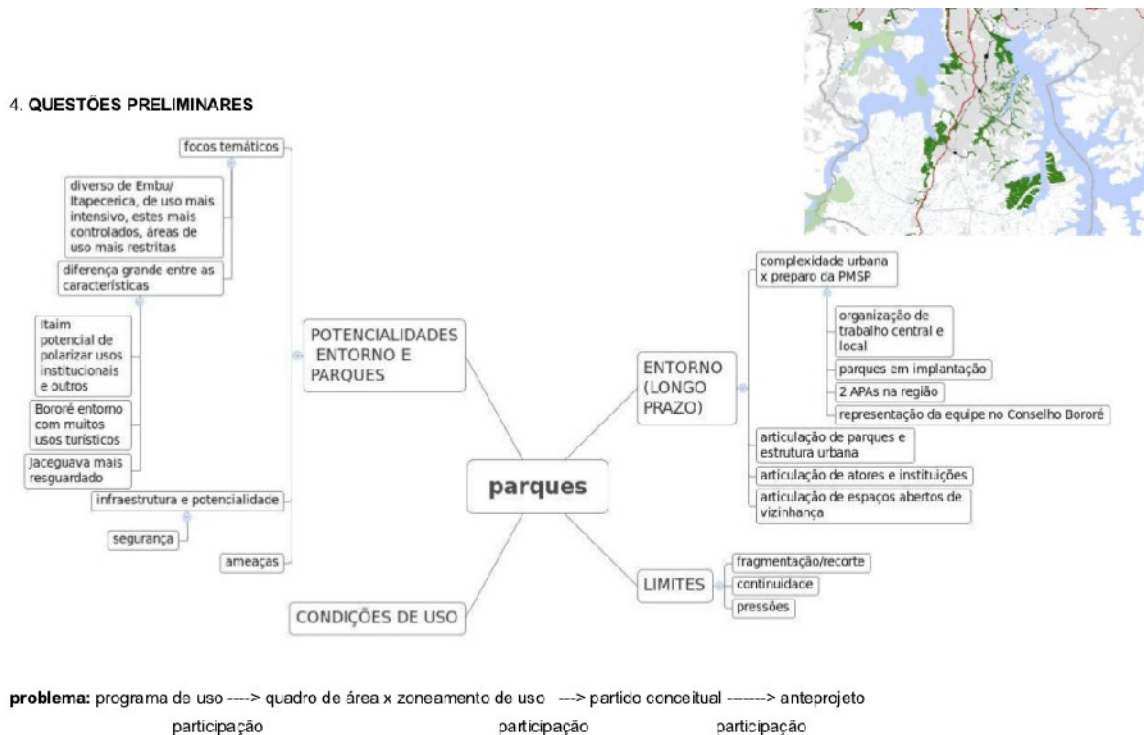 4. QUESTÕES PRELIMINARES
focos temáticos
diverso de Embu/
Itapecerica, de uso mais
intensivo, estes mais
controlados, áreas de
uso mais restritas
diferença grande entre as
características
Itaim
potencial de
polarizar usos
institucionais
e outros
Bororé entorno
com muitos
usos turísticos
Jaceguava mais
resguardado
infraestrutura e potencialidade
segurança
ameaças
POTENCIALIDADES
ENTORNO E
PARQUES
CONDIÇÕES DE USO
parques
ENTORNO
(LONGO
PRAZO)
complexidade urbana
x preparo da PMSP
organização de
trabalho central e
local
parques em implantação
2 APAs na região
representação da equipe no Conselho Bororé
articulação de parques e
estrutura urbana
articulação de atores e instituições
articulação de espaços abertos de
vizinhança
LIMITES
fragmentação/recorte
continuidade
pressões
problema: programa de uso ----> quadro de área x zoneamento de uso ---> partido conceitual -------> anteprojeto
participação participação participação